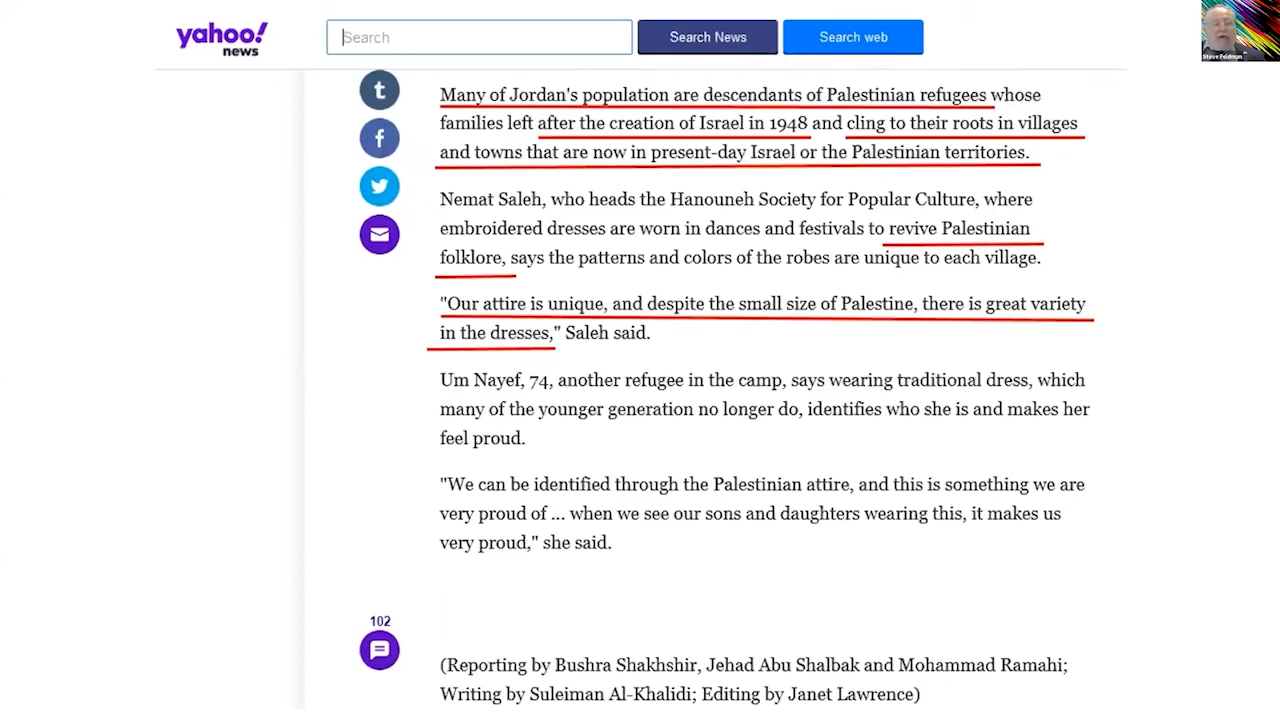 yahoo!
news
Search
Search News
Search web
Steve Feldman
t
f
Many of Jordan's population are descendants of Palestinian refugees whose
families left after the creation of Israel in 1948 and cling to their roots in villages
and towns that are now in present-day Israel or the Palestinian territories.
Nemat Saleh, who heads the Hanouneh Society for Popular Culture, where
embroidered dresses are worn in dances and festivals to revive Palestinian
folklore, says the patterns and colors of the robes are unique to each village.
"Our attire is unique, and despite the small size of Palestine, there is great variety
in the dresses," Saleh said.
Um Nayef, 74, another refugee in the camp, says wearing traditional dress, which
many of the younger generation no longer do, identifies who she is and makes her
feel proud.
"We can be identified through the Palestinian attire, and this is something we are
very proud of ... when we see our sons and daughters wearing this, it makes us
very proud," she said.
102
(Reporting by Bushra Shakhshir, Jehad Abu Shalbak and Mohammad Ramahi;
Writing by Suleiman Al-Khalidi; Editing by Janet Lawrence)